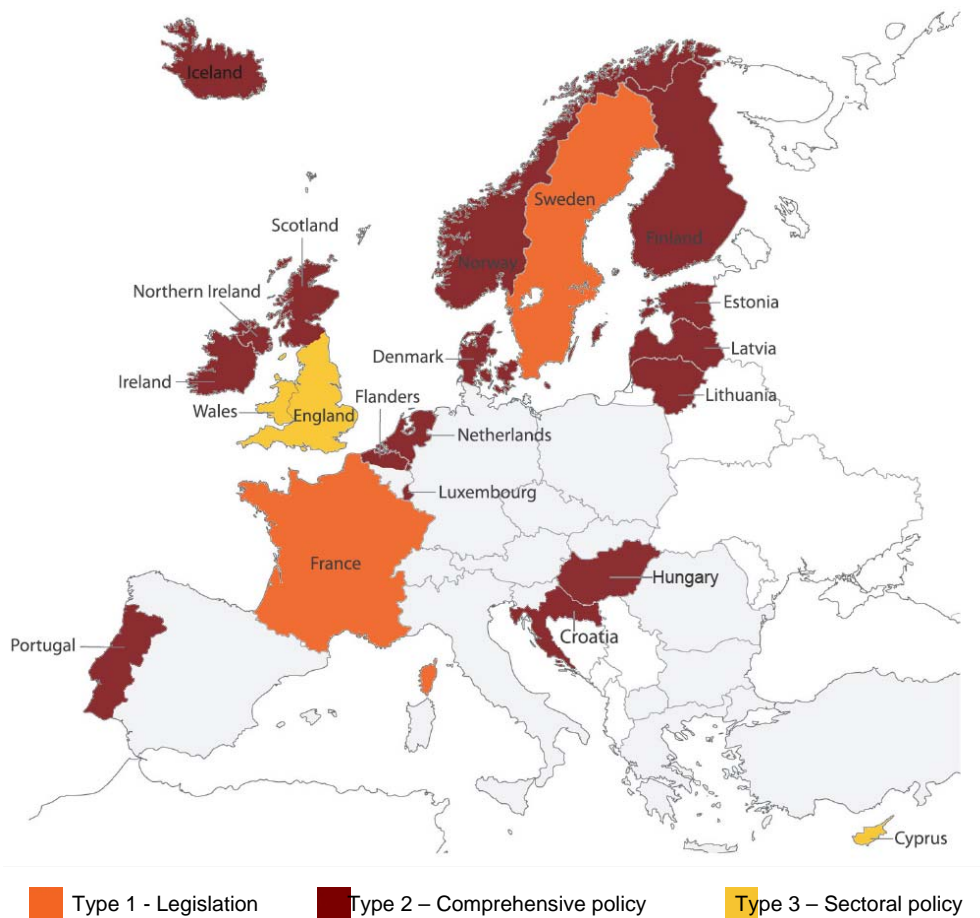 Iceland
Sweden
Scotland
Finland
Norway
Northern Ireland
Estonia
Latvia
Denmark
Ireland
Flanders
Lithuania
Wales
England
Netherlands
Luxembourg
France
Hungary
Croatia
Portugal
Cyprus
Type 1 - Legislation
Type 2 – Comprehensive policy
Type 3 – Sectoral policy